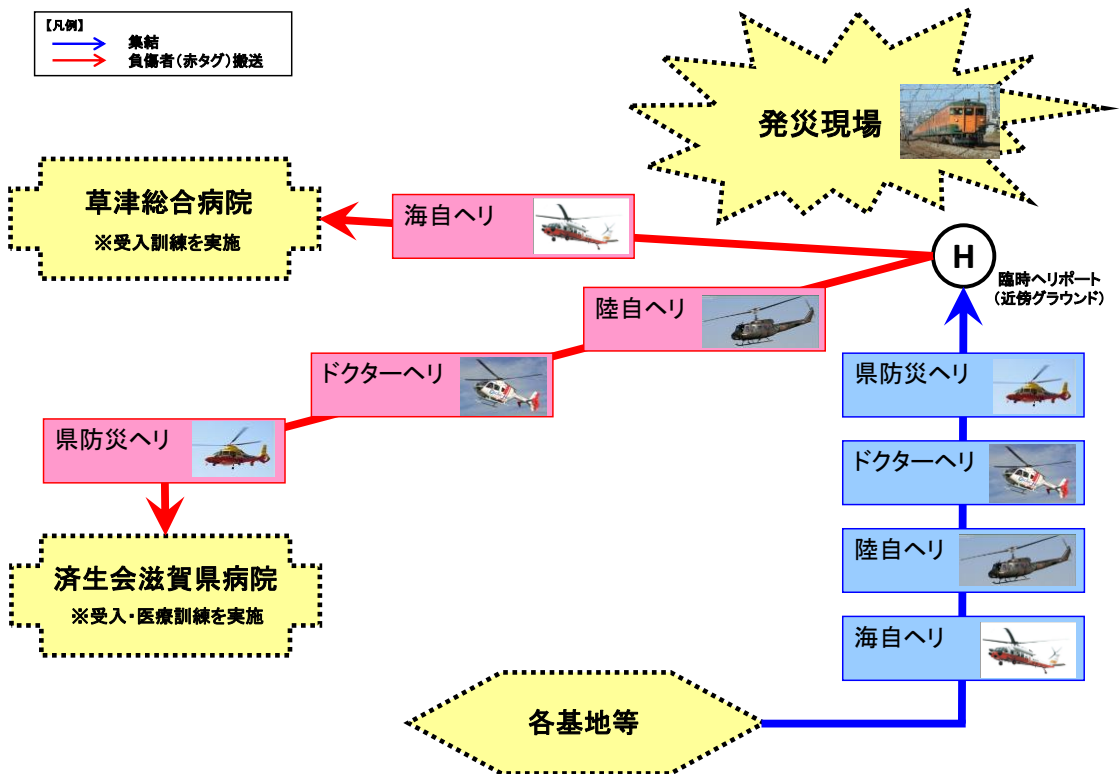 【凡例】
集結
負傷者(赤タグ)搬送
発災現場
草津総合病院
※受入訓練を実施
海自ヘリ
H
臨時ヘリポート
(近傍グラウンド)
陸自ヘリ
県防災ヘリ
ドクターヘリ
県防災ヘリ
ドクターヘリ
陸自ヘリ
済生会滋賀県病院
※受入・医療訓練を実施
海自ヘリ
各基地等